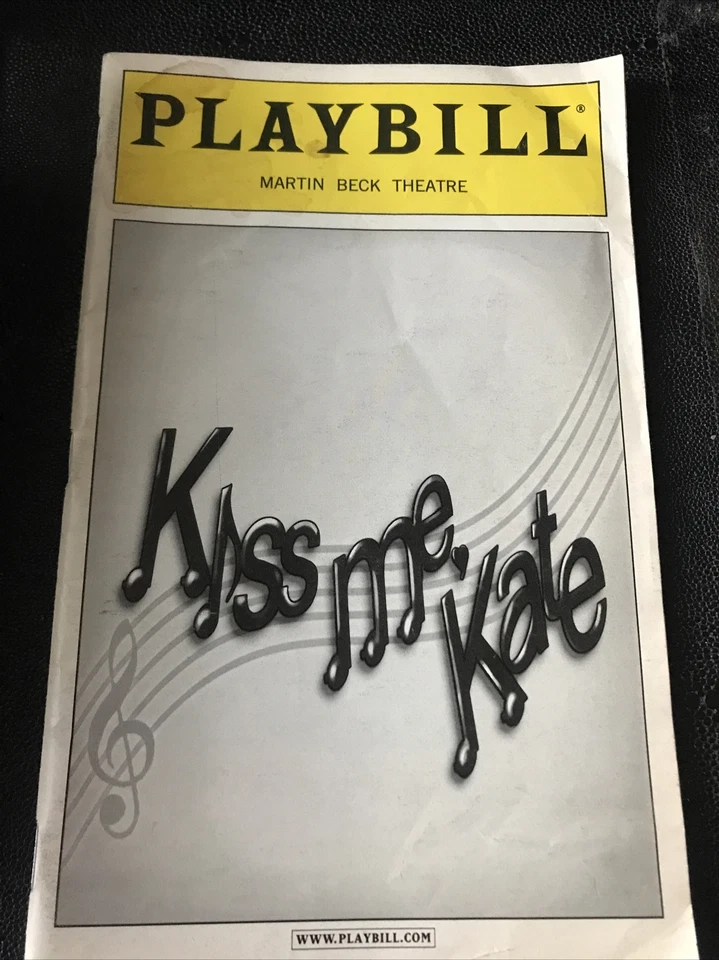 PLAYBILL®
MARTIN BECK THEATRE
Kiss me, Kate
WWW.PLAYBILL.COM